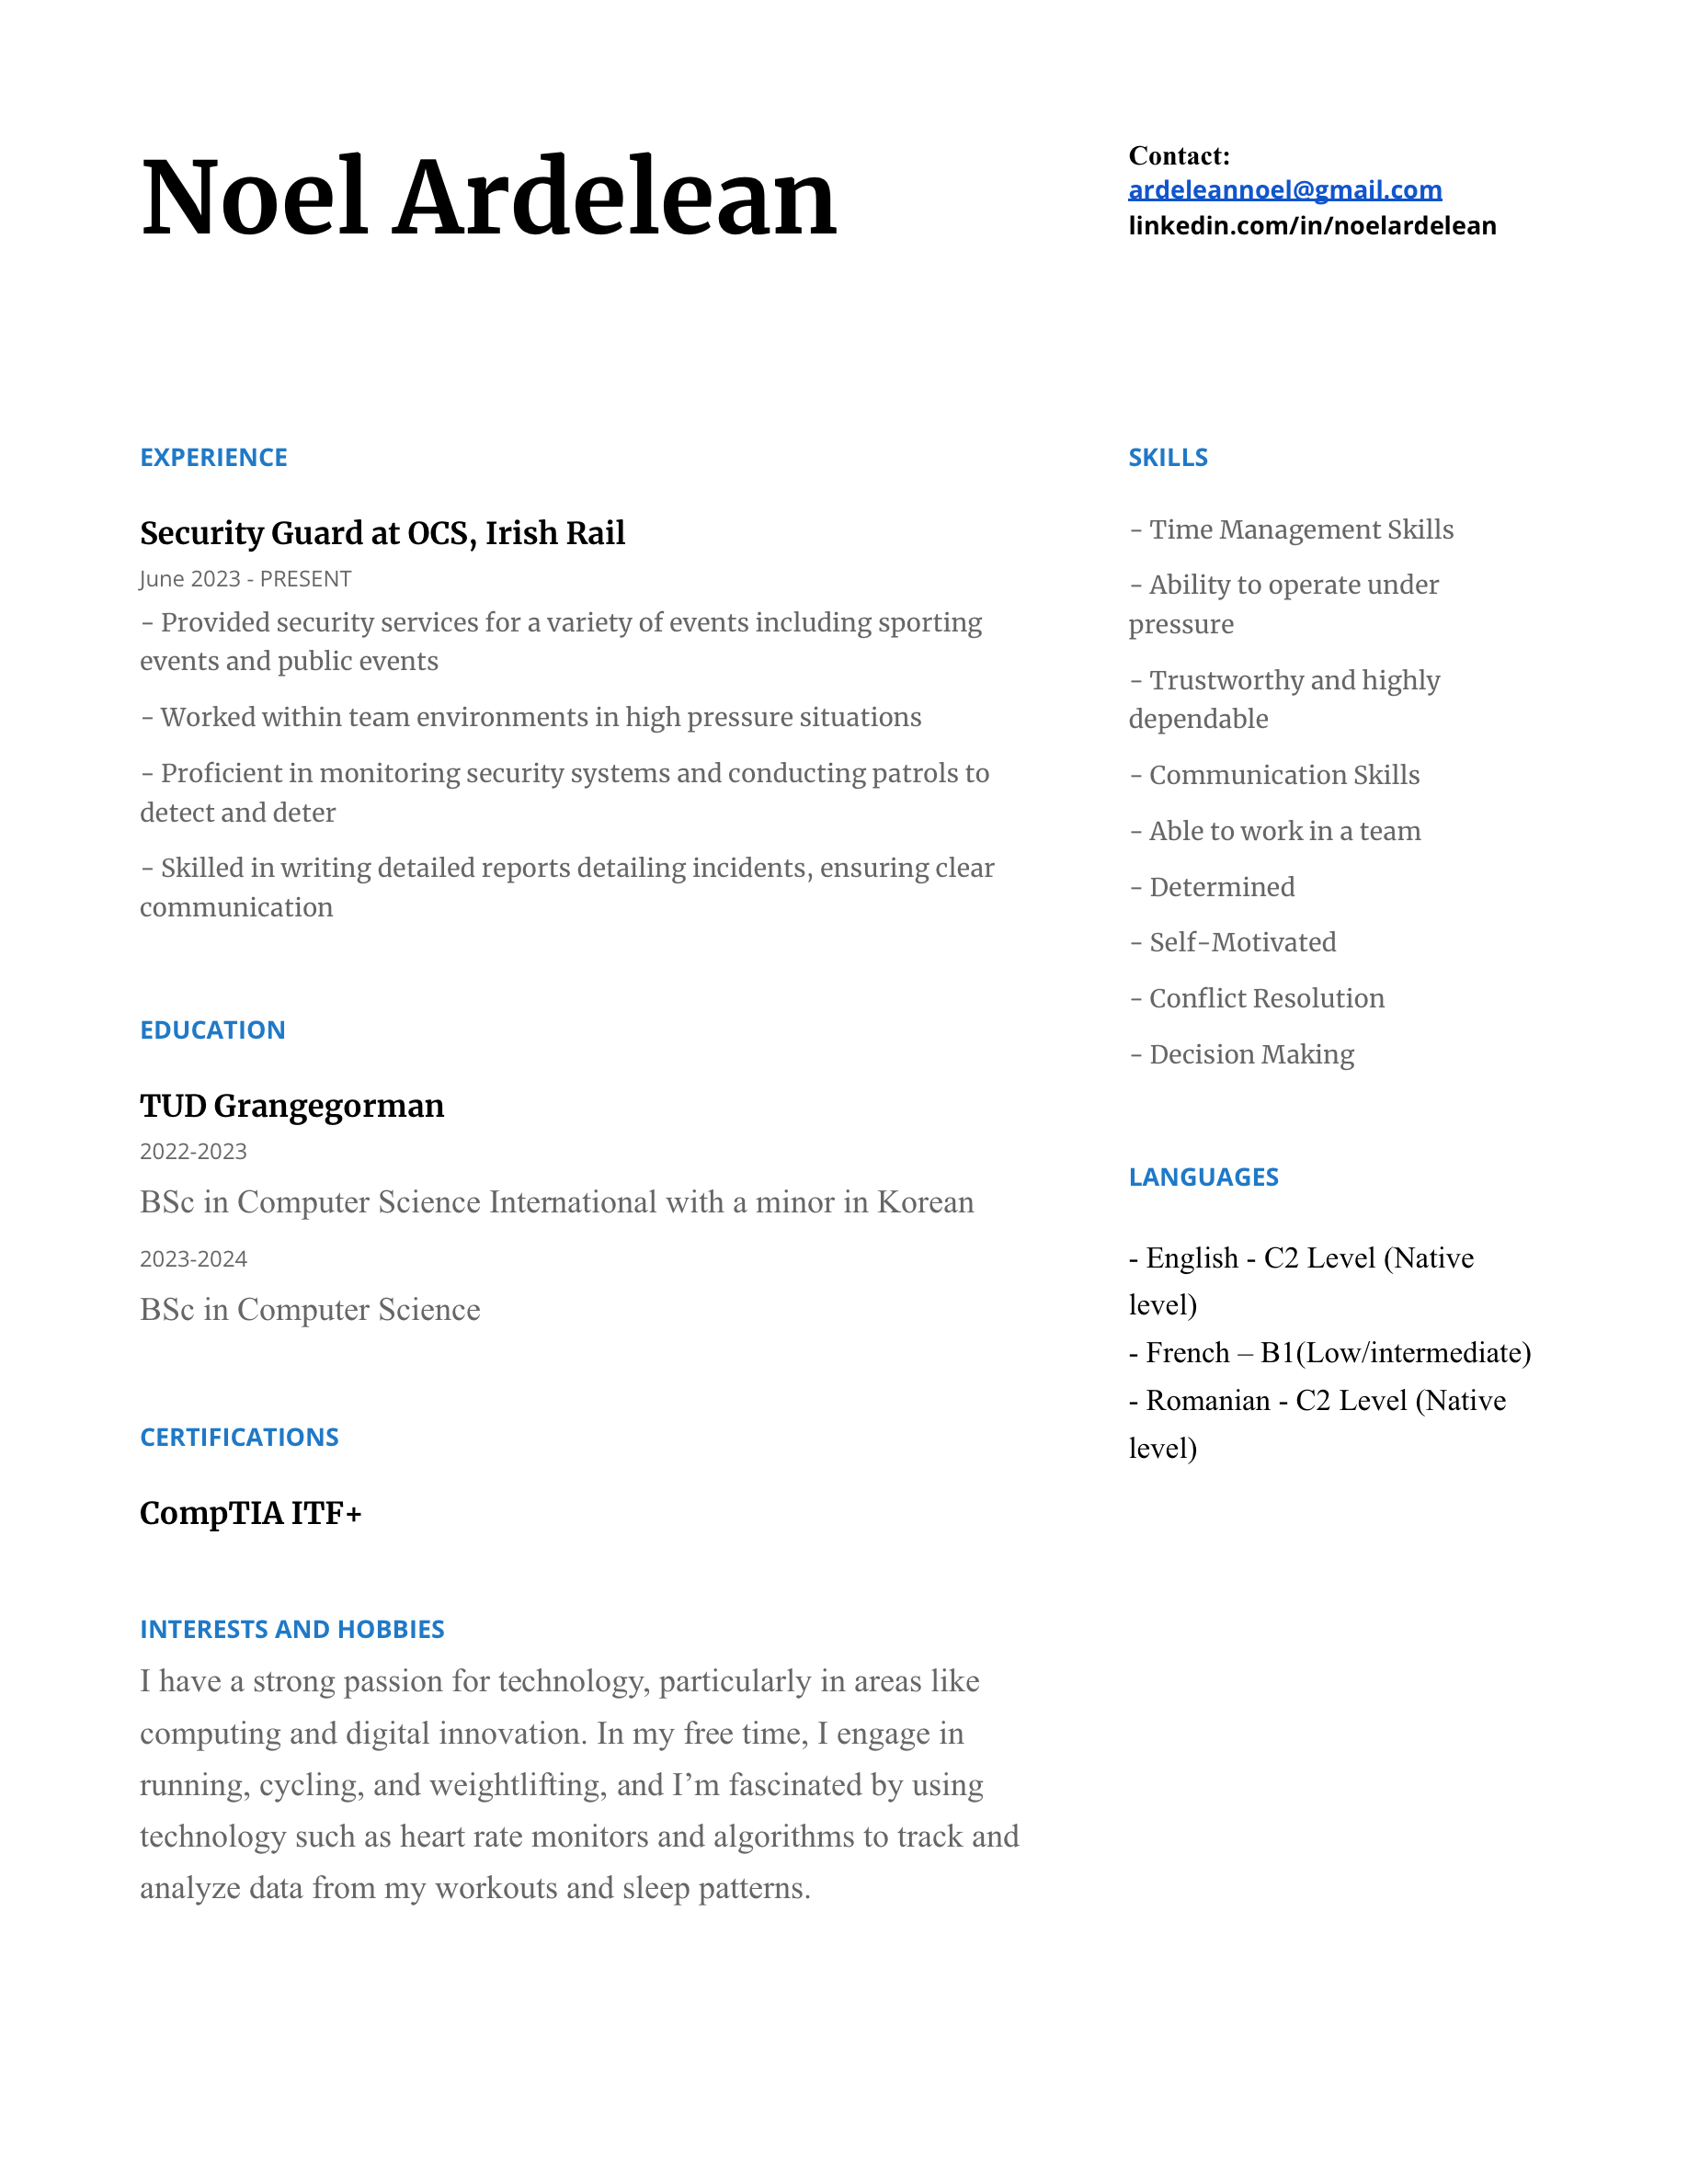 Noel Ardelean
Contact:
ardeleannoel@gmail.com
linkedin.com/in/noelardelean
EXPERIENCE
Security Guard at OCS, Irish Rail
June 2023 - PRESENT
- Provided security services for a variety of events including sporting
events and public events
- Worked within team environments in high pressure situations
- Proficient in monitoring security systems and conducting patrols to
detect and deter
- Skilled in writing detailed reports detailing incidents, ensuring clear
communication
EDUCATION
TUD Grangegorman
2022-2023
BSc in Computer Science International with a minor in Korean
2023-2024
BSc in Computer Science
CERTIFICATIONS
CompTIA ITF+
INTERESTS AND HOBBIES
I have a strong passion for technology, particularly in areas like
computing and digital innovation. In my free time, I engage in
running, cycling, and weightlifting, and I’m fascinated by using
technology such as heart rate monitors and algorithms to track and
analyze data from my workouts and sleep patterns.
SKILLS
- Time Management Skills
- Ability to operate under
pressure
- Trustworthy and highly
dependable
- Communication Skills
- Able to work in a team
- Determined
- Self-Motivated
- Conflict Resolution
- Decision Making
LANGUAGES
- English - C2 Level (Native
level)
- French – B1(Low/intermediate)
- Romanian - C2 Level (Native
level)